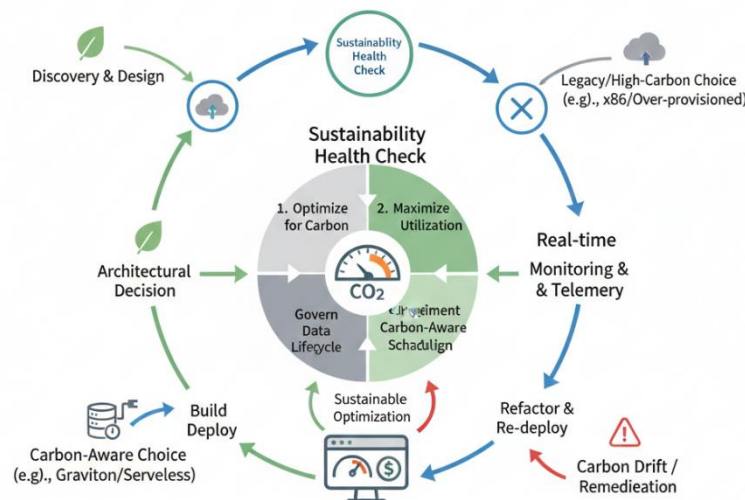 Sustainablity
Health
Check
Discovery & Design
Legacy/High-Carbon Choice
(e.g)., x86/Over-provisioned)
Sustainability
Health Check
1. Optimize
for Carbon
2. Maximize
Utilization
Architectural
Decision
CO₂
Real-time
Monitoring &
& Telemery
Govern
Data
Lifecycle
Carbon-Aware
Sustainable
Optimization
Build
Deploy
Refactor &
Re-deploy
Carbon-Aware Choice
(e.g., Graviton/Serveless)
$
Carbon Drift /
Remedieation